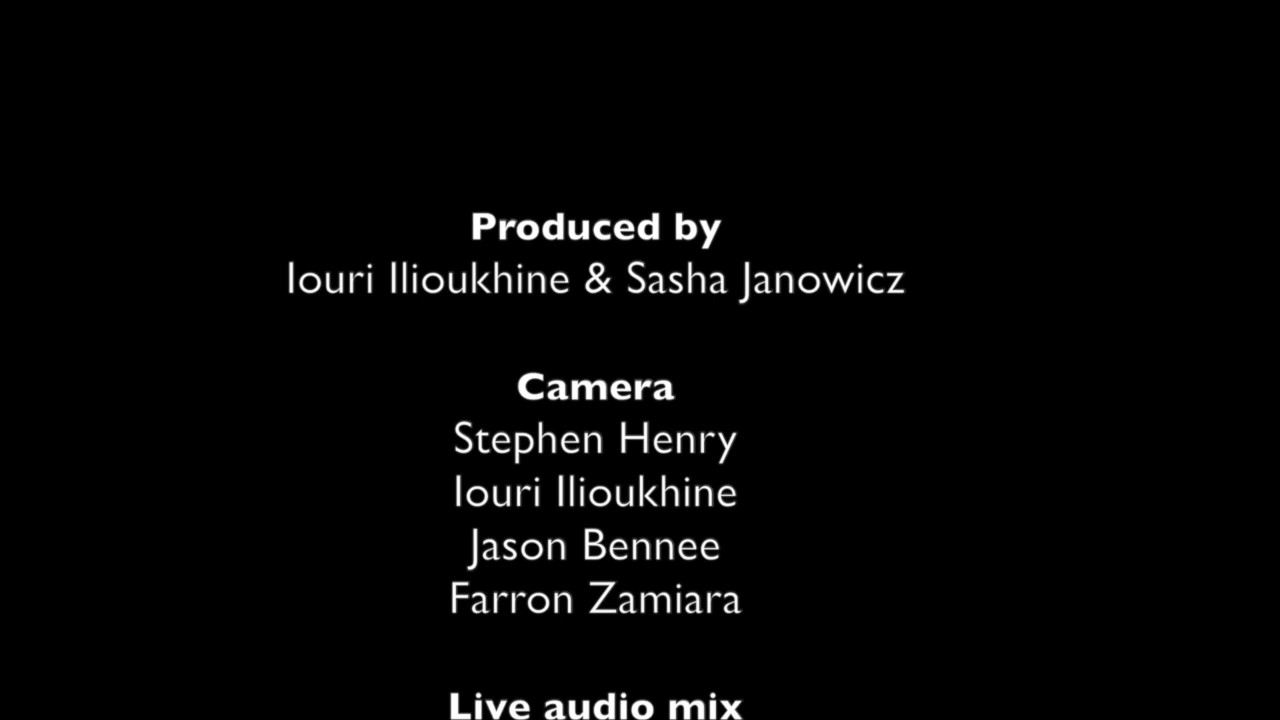 Produced by
Iouri Ilioukhine & Sasha Janowicz
Camera
Stephen Henry
Iouri Ilioukhine
Jason Bennee
Farron Zamiara
Live audio mix